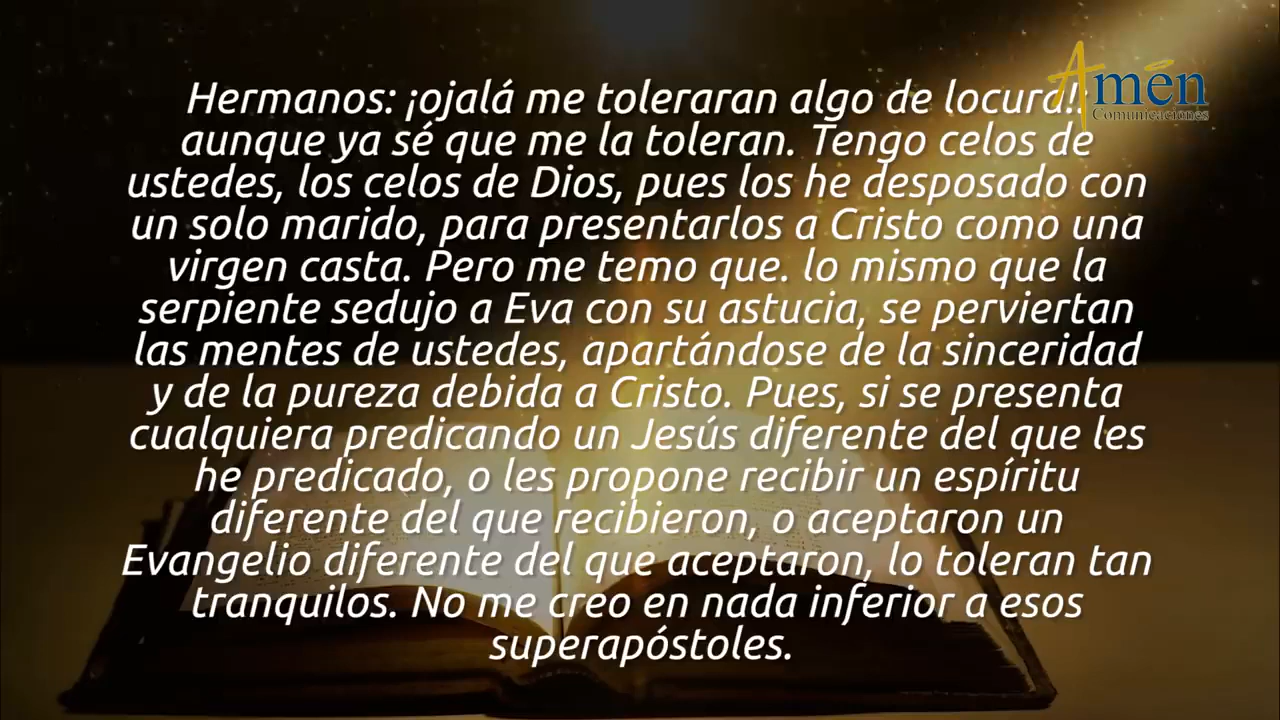 Amén
Comunicaciones
Hermanos: ¡ojalá me toleraran algo de locura!;
aunque ya sé que me la toleran. Tengo celos de
ustedes, los celos de Dios, pues los he desposado con
un solo marido, para presentarlos a Cristo como una
virgen casta. Pero me temo que. lo mismo que la
serpiente sedujo a Eva con su astucia, se perviertan
las mentes de ustedes, apartándose de la sinceridad
y de la pureza debida a Cristo. Pues, si se presenta
cualquiera predicando un Jesús diferente del que les
he predicado, o les propone recibir un espíritu
diferente del que recibieron, o aceptaron un
Evangelio diferente del que aceptaron, lo toleran tan
tranquilos. No me creo en nada inferior a esos
superapóstoles.